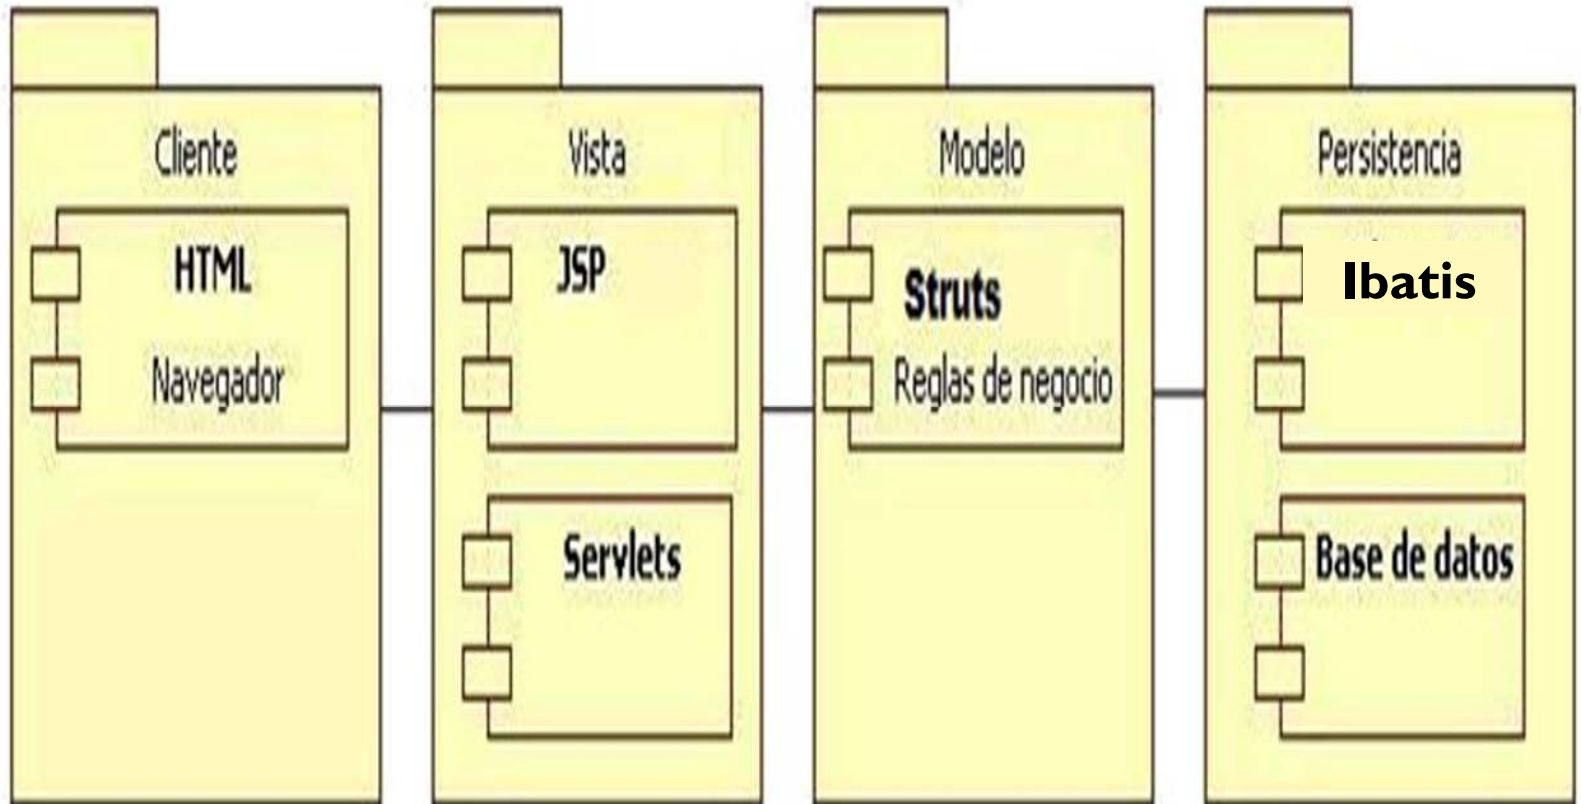 Cliente
HTML
Navegador
Vista
JSP
Servlets
Modelo
Struts
Reglas de negocio
Persistencia
Ibatis
Base de datos